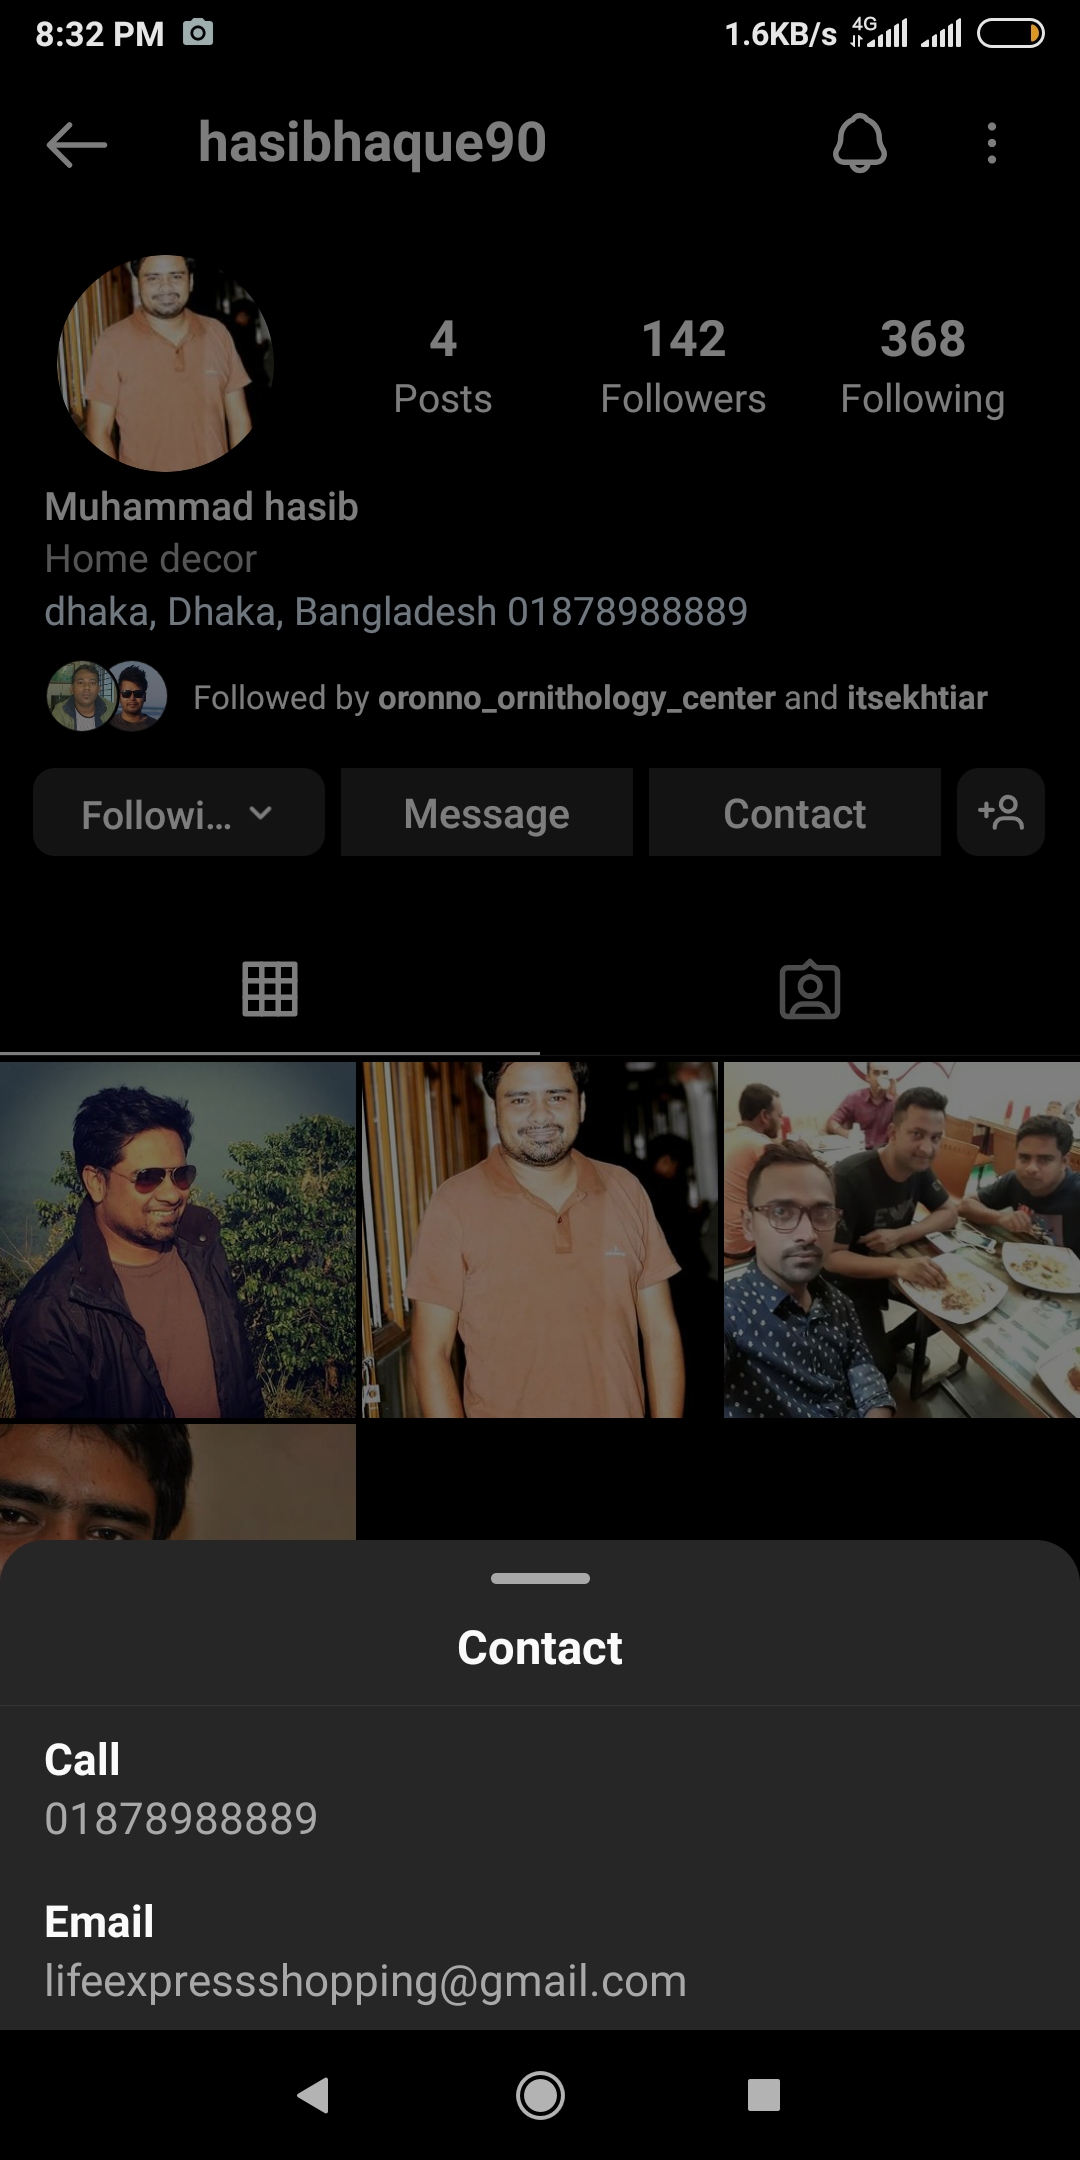 8:32 PM 1.6KB/s 4G
hasibhaque90
4 142 368
Posts Followers Following
Muhammad hasib
Home decor
dhaka, Dhaka, Bangladesh 01878988889
Followed by oronno_ornithology_center and itsekhtiar
Followi... Message Contact
Contact
Call
01878988889
Email
lifeexpressshopping@gmail.com